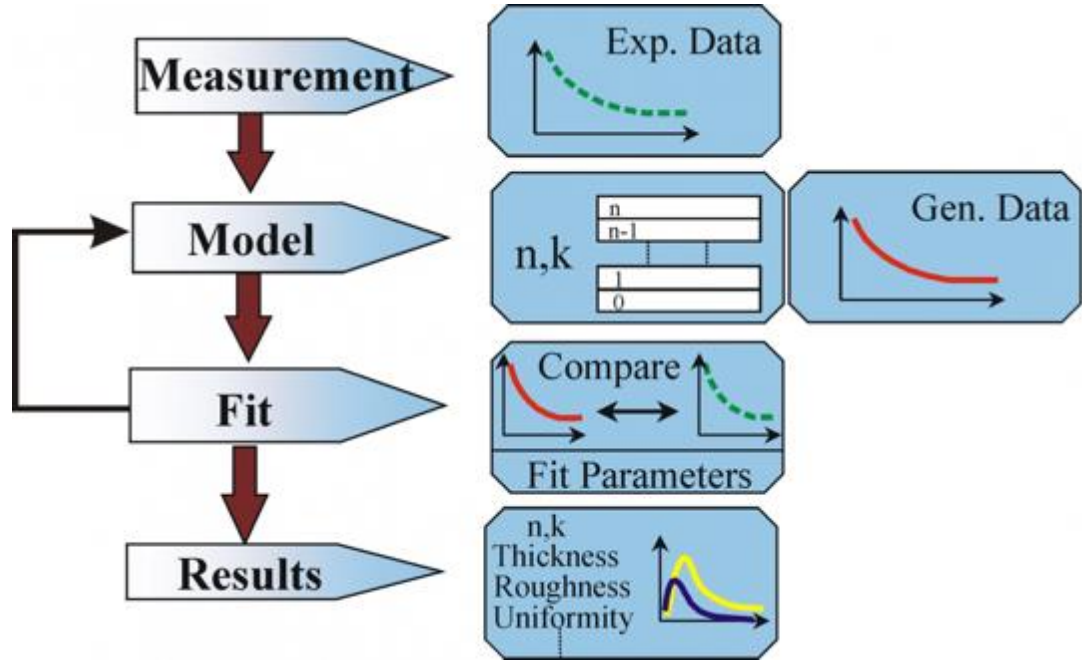 Measurement
Exp. Data
Model
n,k
n
n-1
1
0
Gen. Data
Fit
Compare
Fit Parameters
Results
n,k
Thickness
Roughness
Uniformity